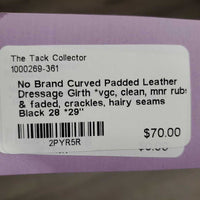 The Tack Collector
1000269-361
No Brand Curved Padded Leather
Dressage Girth *vgc, clean, mnr rubs
& faded, crackles, hairy seams
Black 28 *29"
$70.00
2PYR5R